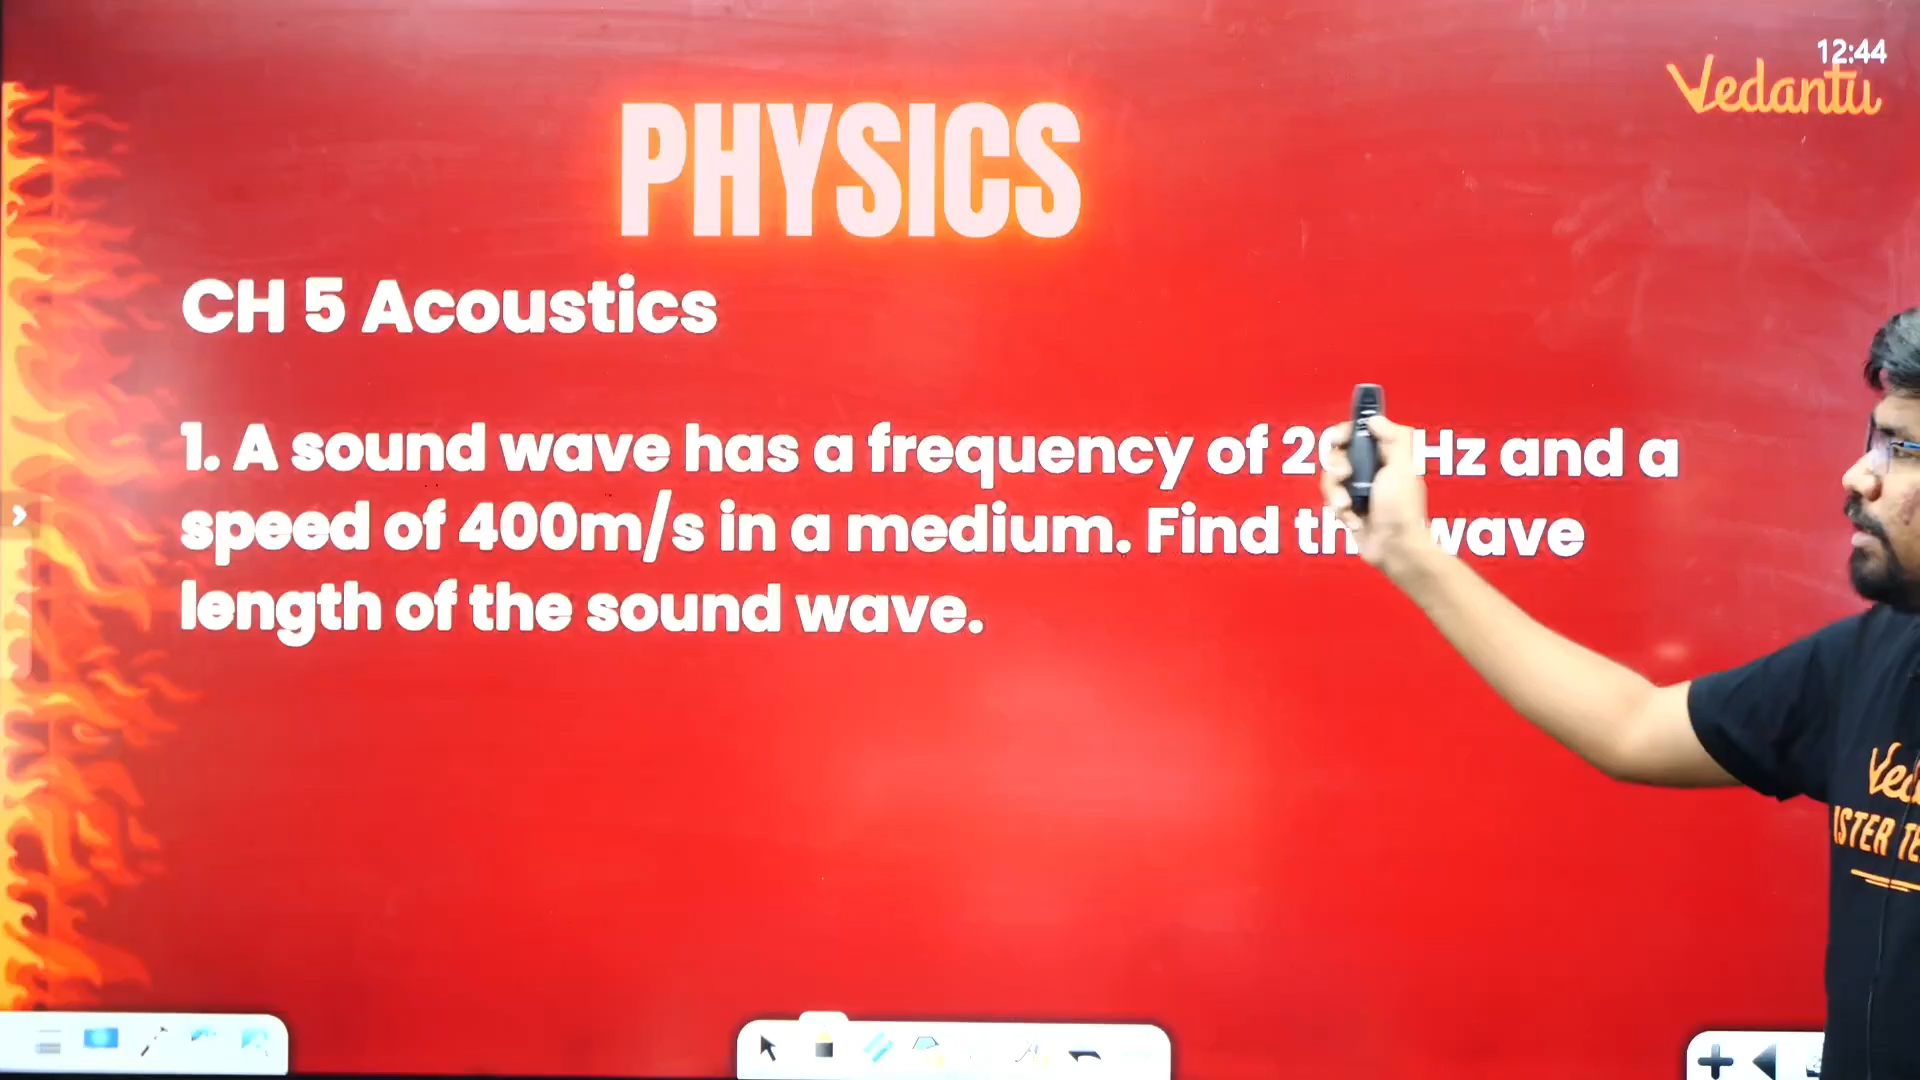 12:44
Vedantu
PHYSICS
CH 5 Acoustics
1. A sound wave has a frequency of Hz and a
speed of 400m/s in a medium. Find wave
length of the sound wave.